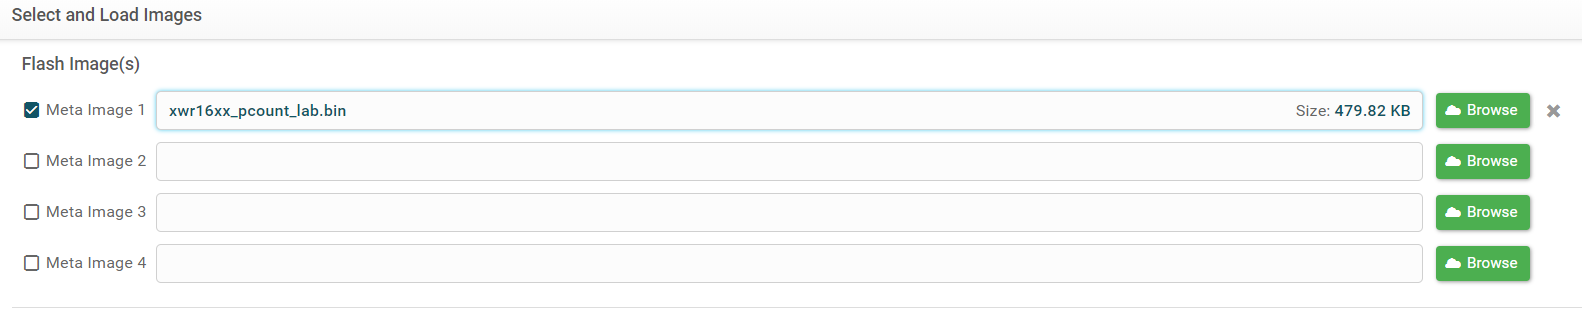 Select and Load Images
Flash Image(s)
Meta Image 1 xwr16xx_pcount_lab.bin Size: 479.82 KB Browse
Meta Image 2 Browse
Meta Image 3 Browse
Meta Image 4 Browse